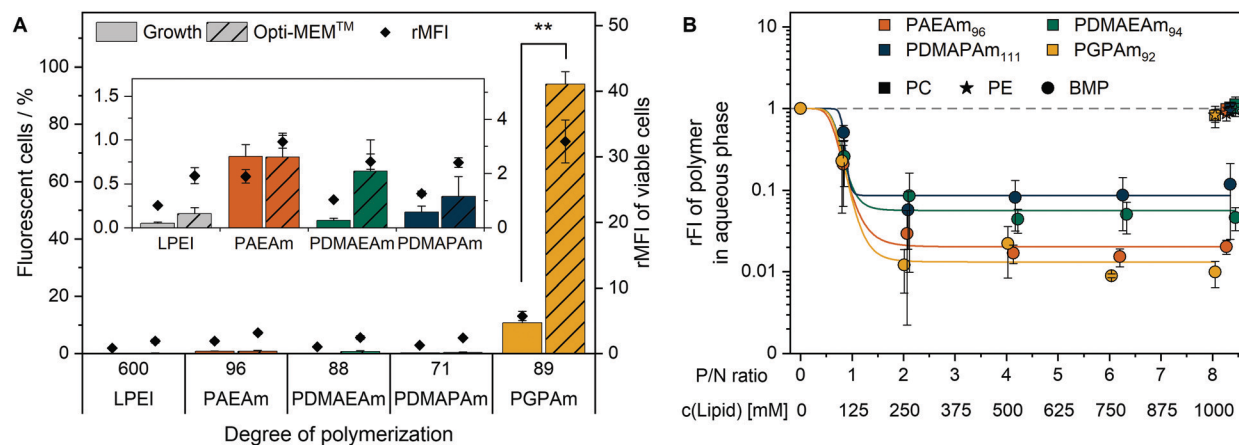 A
Growth Opti-MEM™ rMFI
**
Fluorescent cells / %
100
80
60
40
20
0
1.5
1.0
0.5
0.0
4
2
0
LPEI PAEAm PDMAEAm PDMAPAm
50
40
30
20
10
0
rMFI of viable cells
600 96 88 71 89
LPEI PAEAm PDMAEAm PDMAPAm PGPAm
Degree of polymerization
B
PAEAm96 PDMAEAm94
PDMAPAm111 PGPAm92
PC PE BMP
rFI of polymer
in aqueous phase
10
1
0.1
0.01
0
P/N ratio 0 1 2 3 4 5 6 7 8
c(Lipid) [mM] 0 125 250 375 500 625 750 875 1000